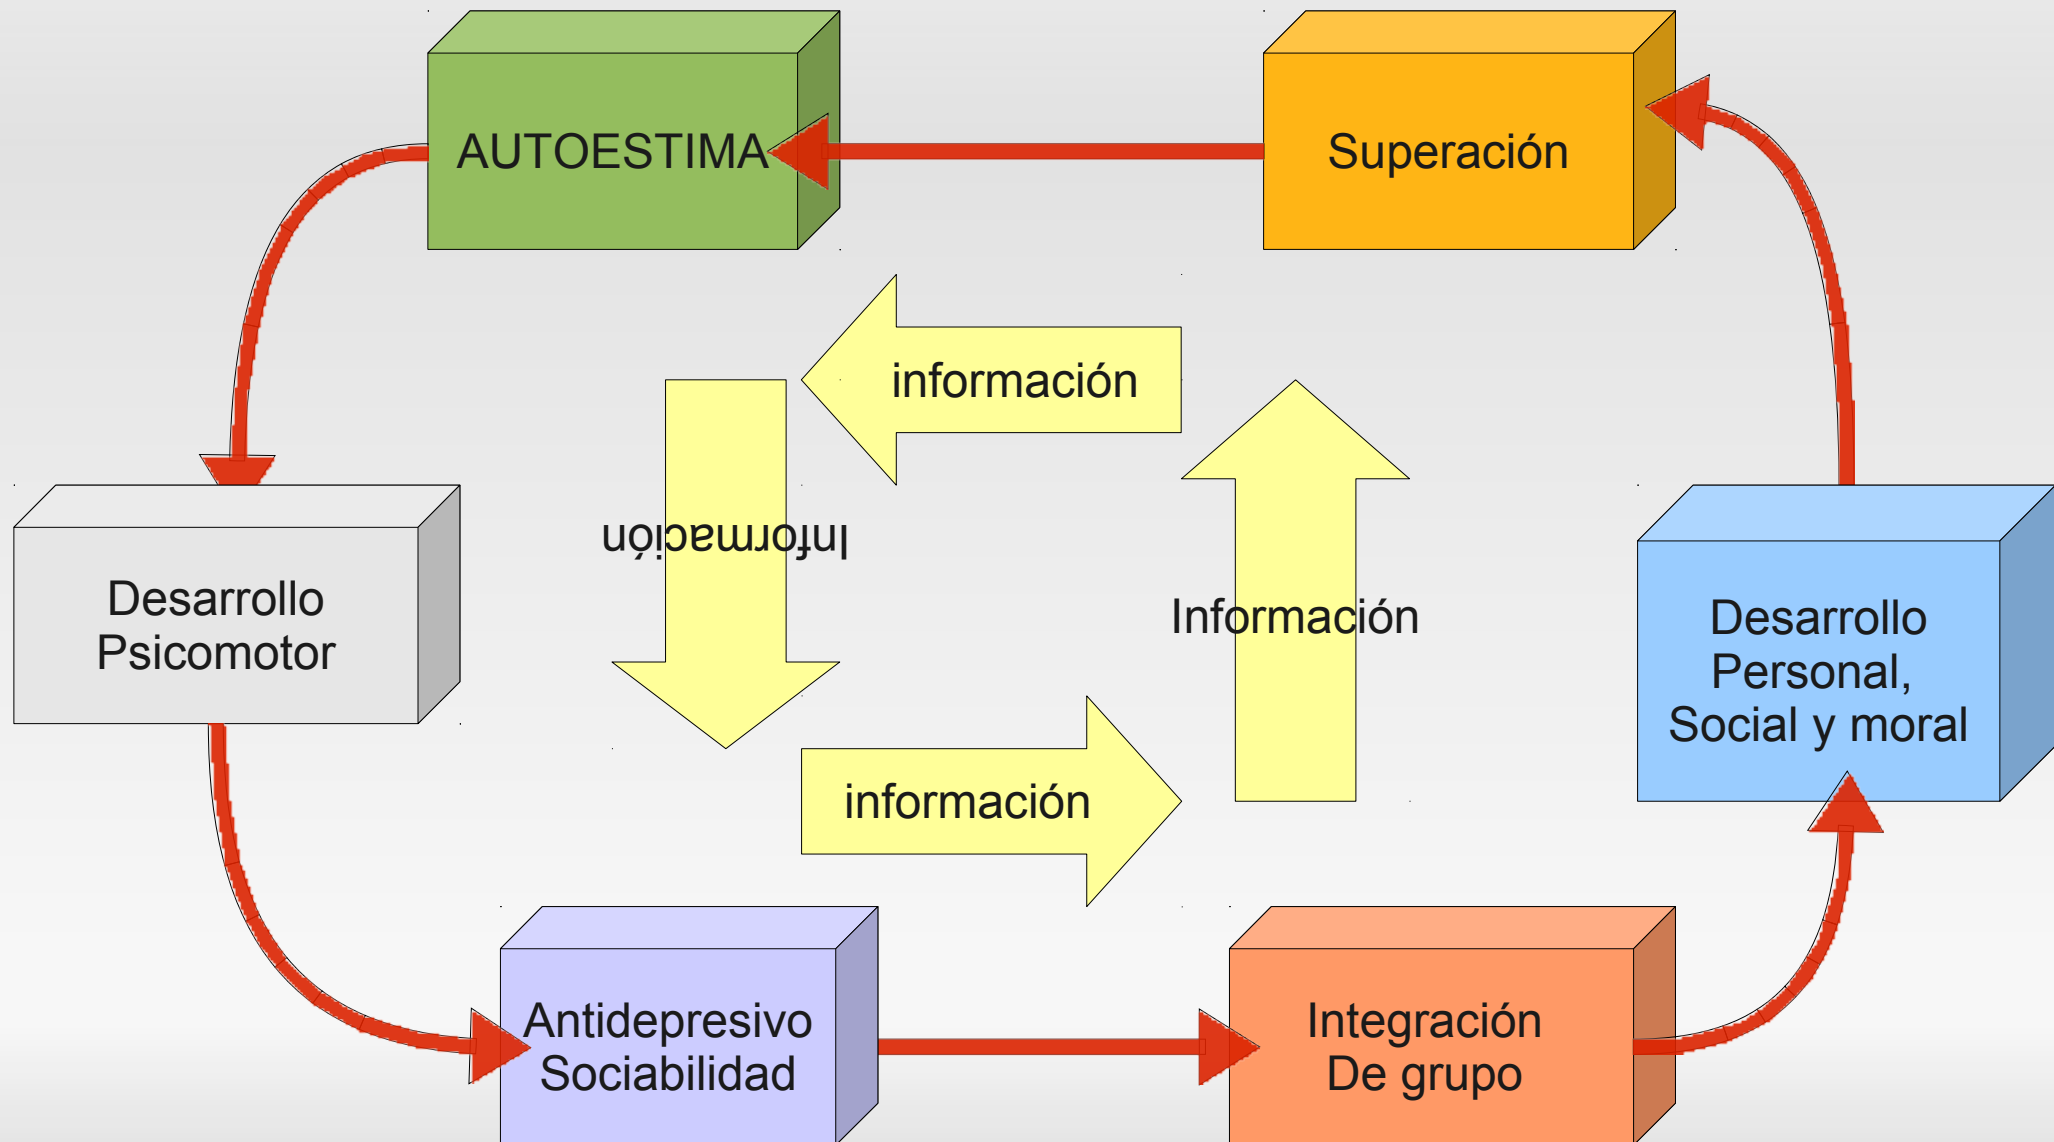 AUTOESTIMA
Superación
información
Información
Información
información
Desarrollo
Psicomotor
Desarrollo
Personal,
Social y moral
Antidepresivo
Sociabilidad
Integración
De grupo